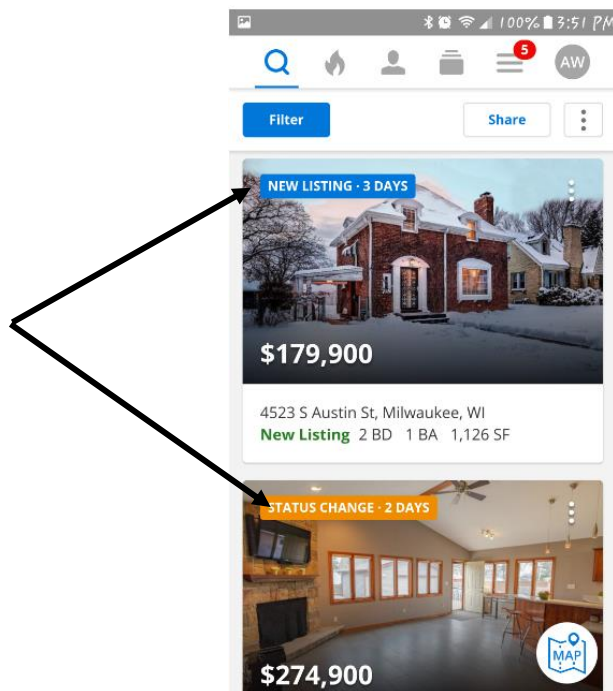 100% 3:51 PM
5
AW
Filter Share
NEW LISTING · 3 DAYS
$179,900
4523 S Austin St, Milwaukee, WI
New Listing 2 BD 1 BA 1,126 SF
STATUS CHANGE · 2 DAYS
MAP
$274,900